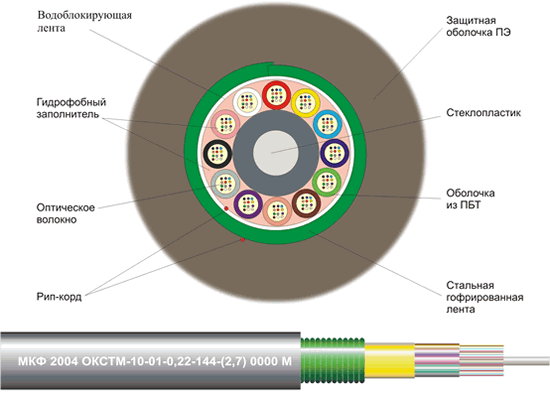 Водоблокирующая
лента
Защитная
оболочка ПЭ
Гидрофобный
заполнитель
Стеклопластик
Оптическое
волокно
Оболочка
из ПБТ
Рип-корд
Стальная
гофрированная
лента
МКФ 2004 ОКСТМ-10-01-0,22-144-(2,7) 0000 М